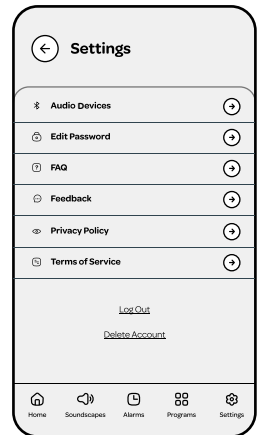 Settings
Audio Devices
Edit Password
FAQ
Feedback
Privacy Policy
Terms of Service
Log Out
Delete Account
Home Soundscapes Alarms Programs Settings